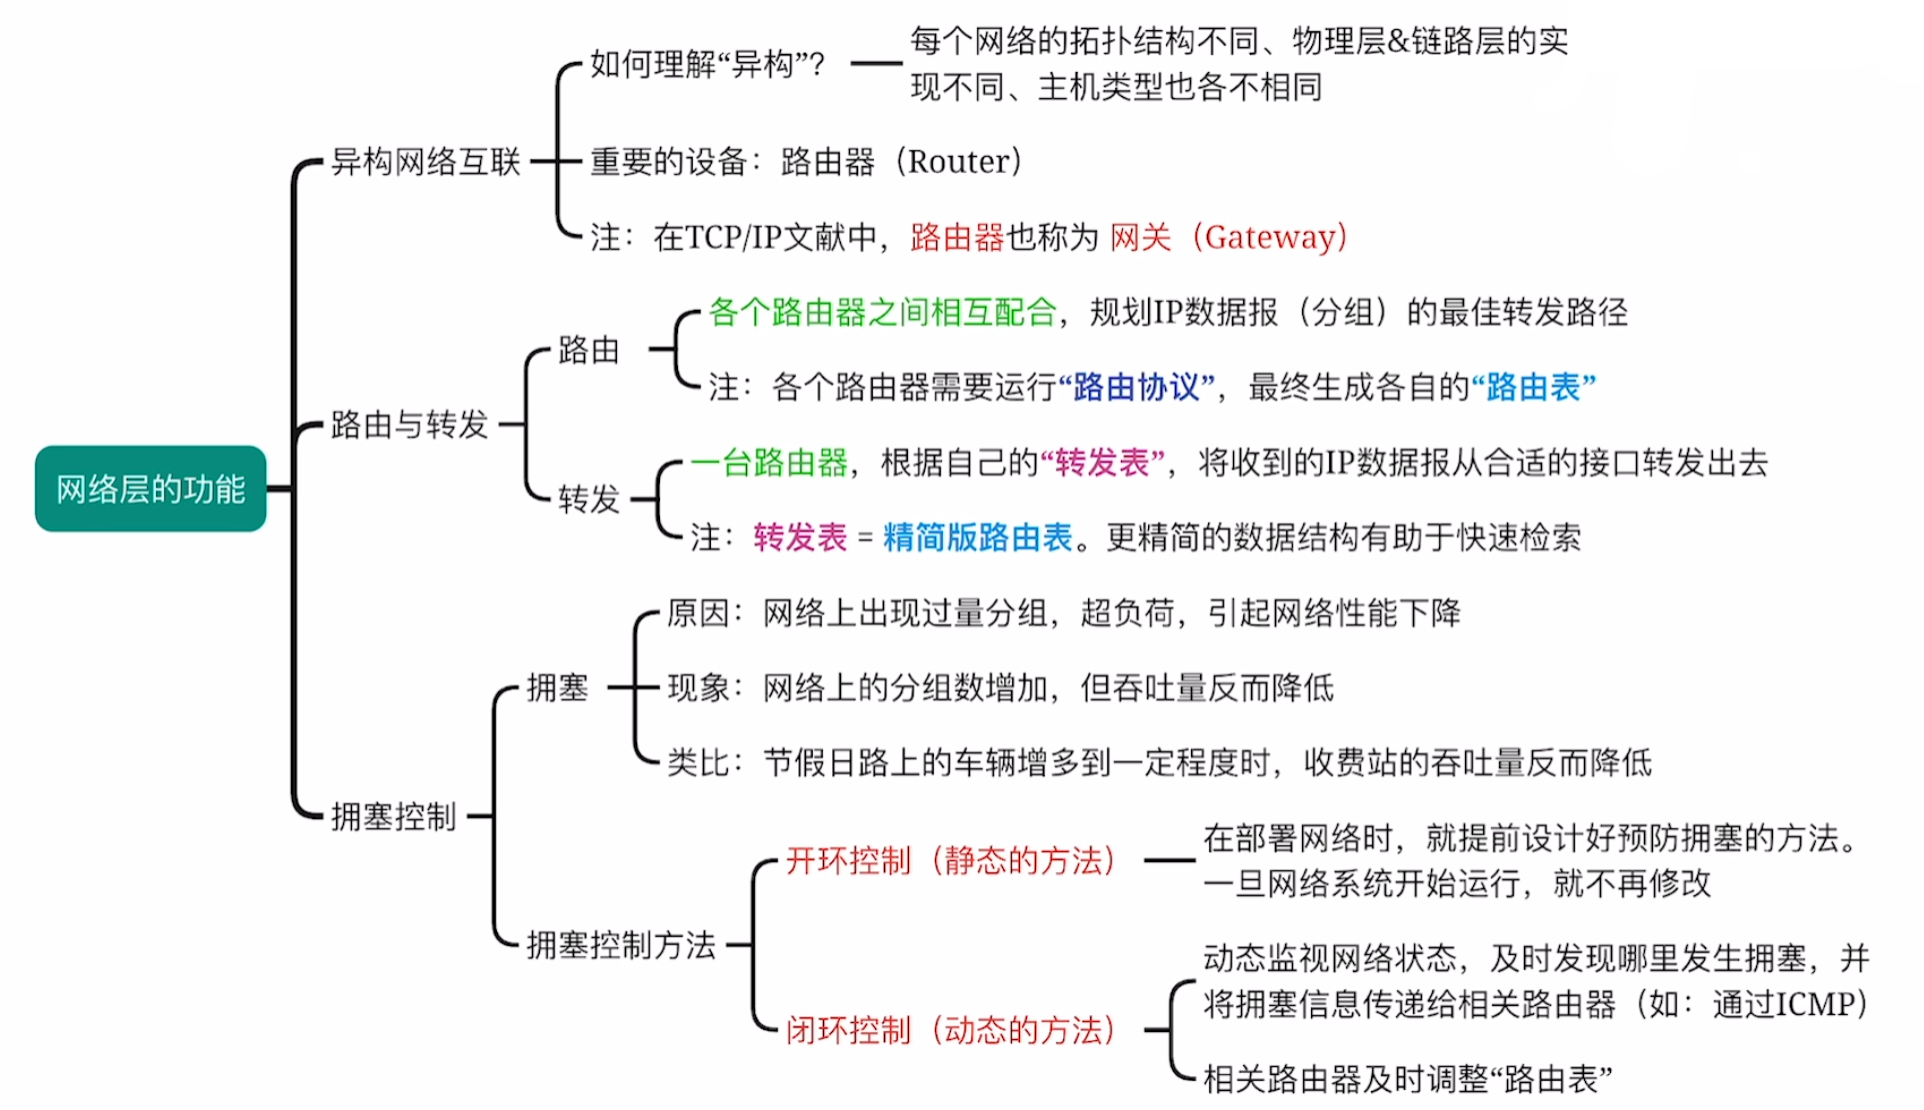 网络层的功能
异构网络互联
如何理解“异构”？
每个网络的拓扑结构不同、物理层&链路层的实
现不同、主机类型也各不相同
重要的设备：路由器（Router）
注：在TCP/IP文献中，路由器也称为 网关（Gateway）
路由与转发
路由
各个路由器之间相互配合，规划IP数据报（分组）的最佳转发路径
注：各个路由器需要运行“路由协议”，最终生成各自的“路由表”
转发
一台路由器，根据自己的“转发表”，将收到的IP数据报从合适的接口转发出去
注：转发表 = 精简版路由表。更精简的数据结构有助于快速检索
拥塞控制
拥塞
原因：网络上出现过量分组，超负荷，引起网络性能下降
现象：网络上的分组数增加，但吞吐量反而降低
类比：节假日路上的车辆增多到一定程度时，收费站的吞吐量反而降低
拥塞控制方法
开环控制（静态的方法）
在部署网络时，就提前设计好预防拥塞的方法。
一旦网络系统开始运行，就不再修改
闭环控制（动态的方法）
动态监视网络状态，及时发现哪里发生拥塞，并
将拥塞信息传递给相关路由器（如：通过ICMP）
相关路由器及时调整“路由表”